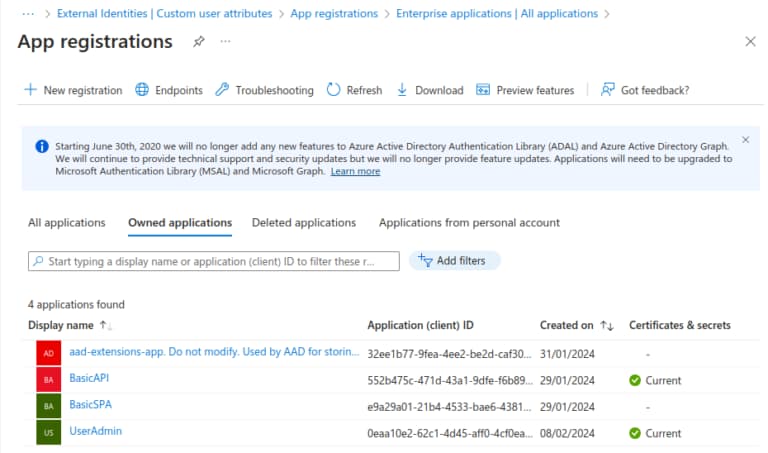 ··· > External Identities | Custom user attributes > App registrations > Enterprise applications | All applications >
App registrations ···
New registration Endpoints Troubleshooting Refresh Download Preview features Got feedback?
Starting June 30th, 2020 we will no longer add any new features to Azure Active Directory Authentication Library (ADAL) and Azure Active Directory Graph.
We will continue to provide technical support and security updates but we will no longer provide feature updates. Applications will need to be upgraded to
Microsoft Authentication Library (MSAL) and Microsoft Graph. Learn more
All applications Owned applications Deleted applications Applications from personal account
Start typing a display name or application (client) ID to filter these r... Add filters
4 applications found
Display name ↑↓ Application (client) ID Created on ↑↓ Certificates & secrets
AD aad-extensions-app. Do not modify. Used by AAD for storin... 32ee1b77-9fea-4ee2-be2d-caf30... 31/01/2024 -
BA BasicAPI 552b475c-471d-43a1-9dfe-f6b89... 29/01/2024 Current
BA BasicSPA e9a29a01-21b4-4533-bae6-4381... 29/01/2024 -
US UserAdmin 0eaa10e2-62c1-4d45-aff0-4cf0ea... 08/02/2024 Current